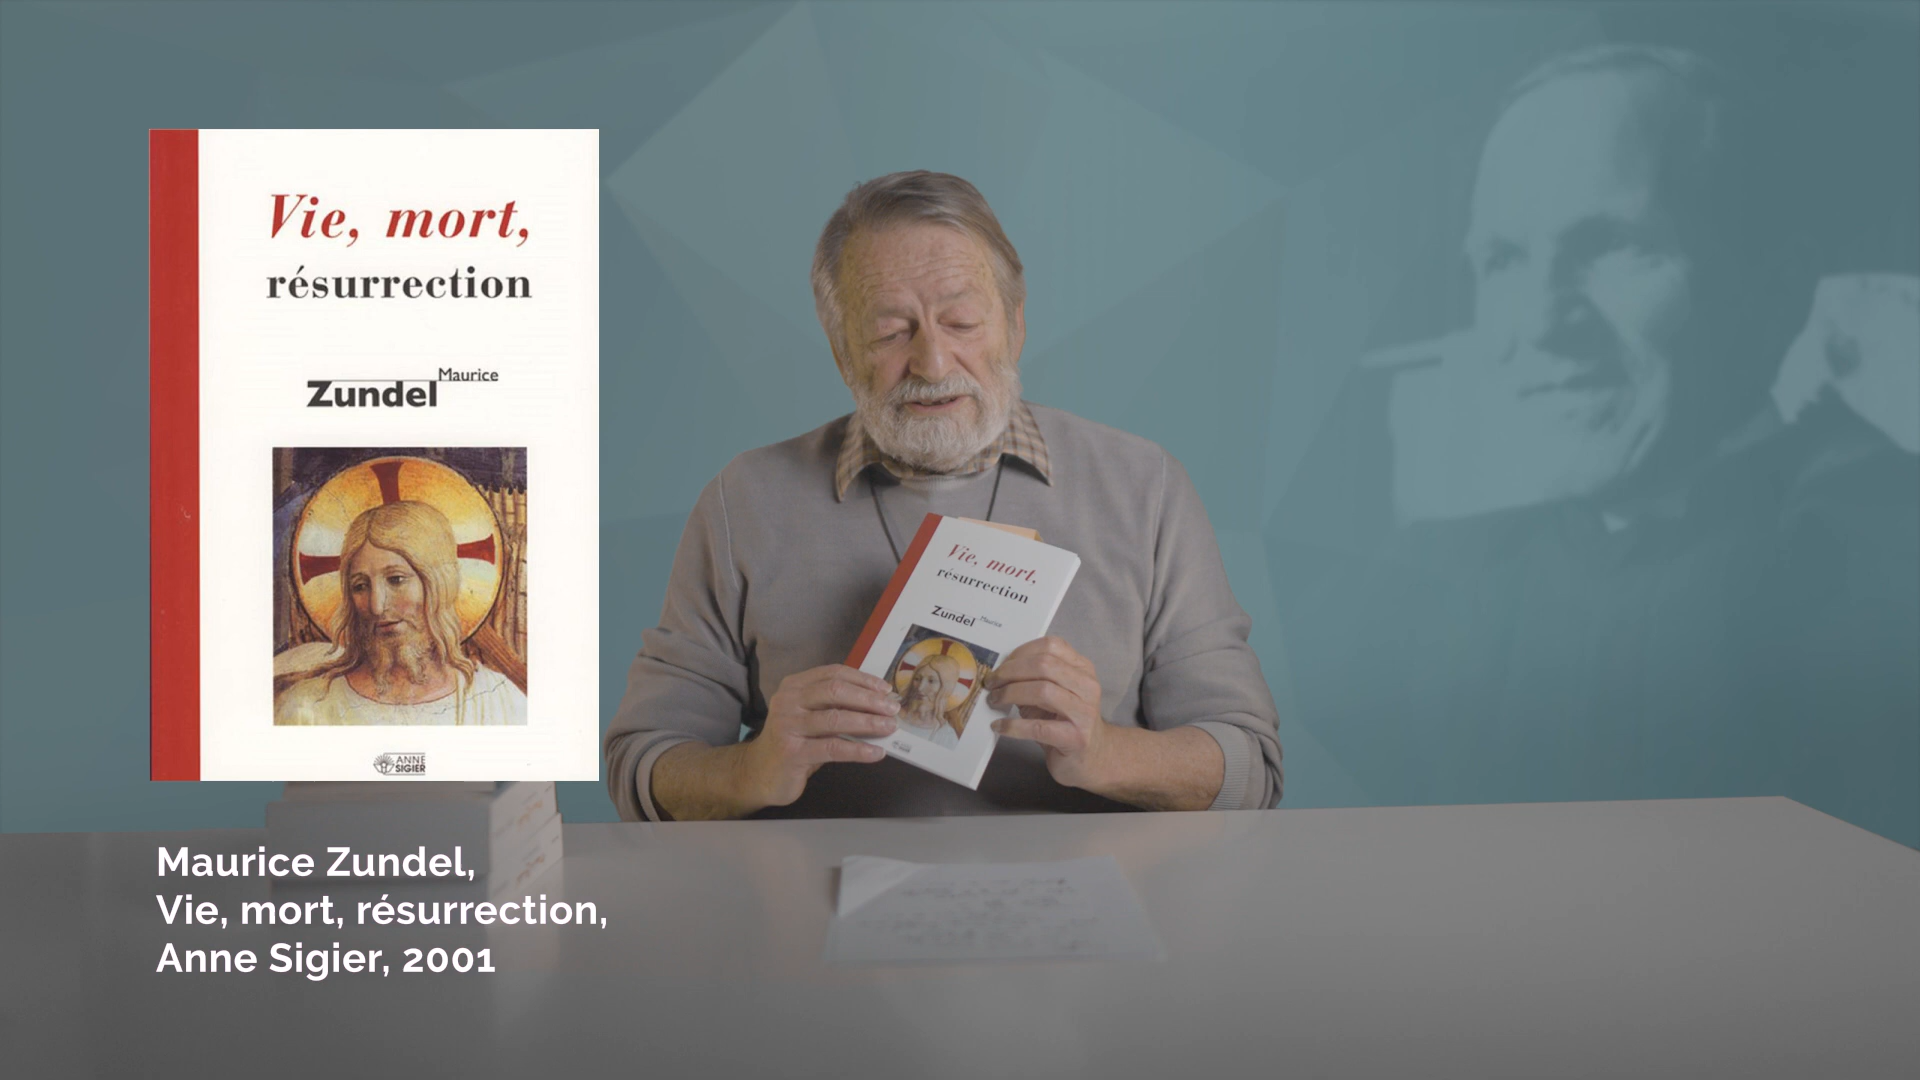 Vie, mort,
résurrection
Maurice
Zundel
ANNE
SIGIER
Vie, mort,
résurrection
Zundel Maurice
Maurice Zundel,
Vie, mort, résurrection,
Anne Sigier, 2001